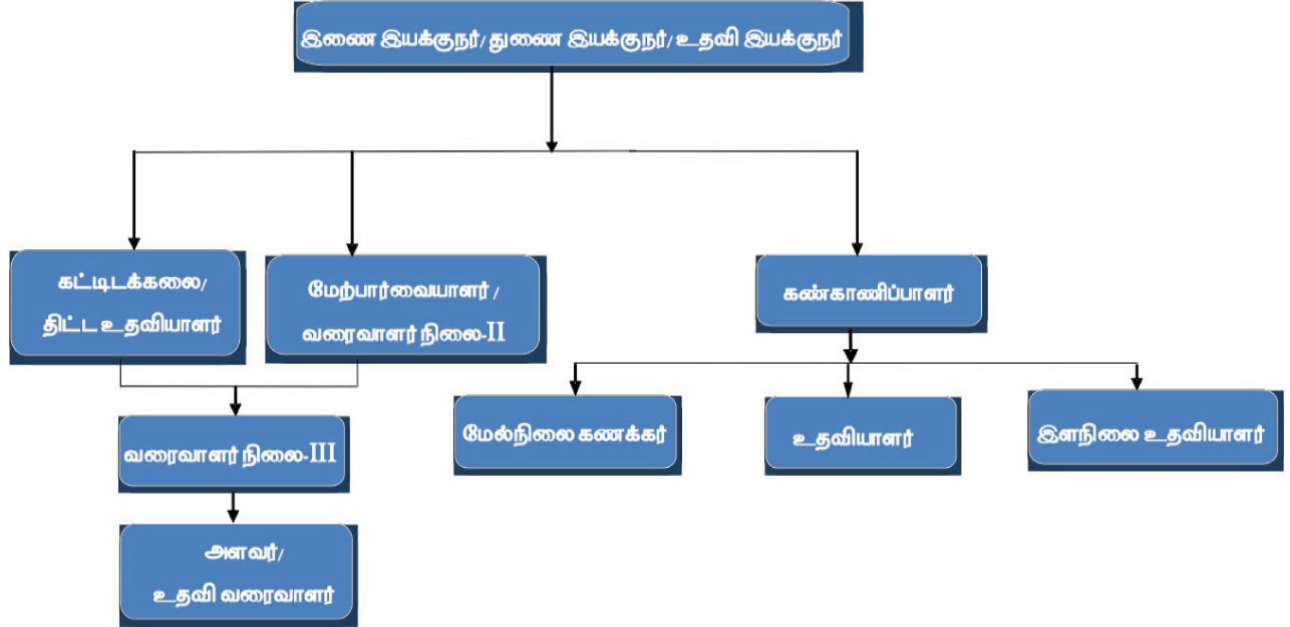 இணை இயக்குநர்/ துணை இயக்குநர்/ உதவி இயக்குநர்
கட்டிடக்கலை/
திட்ட உதவியாளர்
மேற்பார்வையாளர் /
வரைவாளர் நிலை-II
கண்காணிப்பாளர்
வரைவாளர் நிலை-III
மேல்நிலை கணக்கர்
உதவியாளர்
இளநிலை உதவியாளர்
அளவர்/
உதவி வரைவாளர்